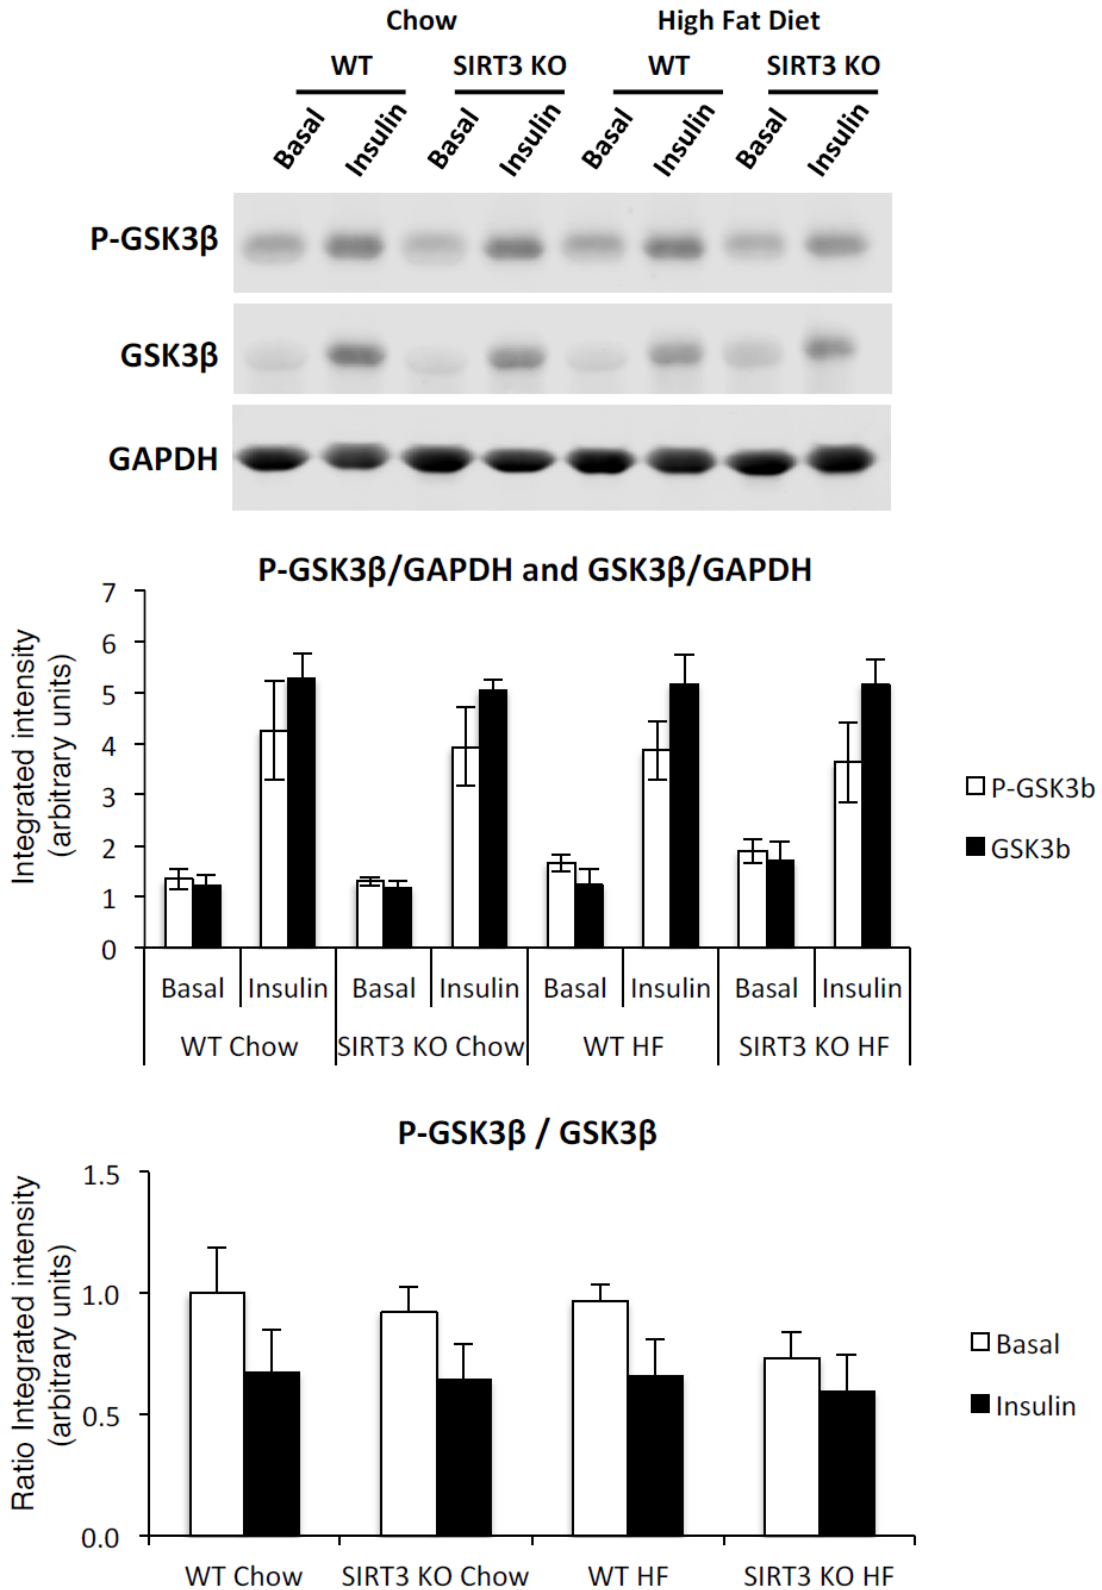 Chow High Fat Diet
WT SIRT3 KO WT SIRT3 KO
Basal Insulin Basal Insulin Basal Insulin Basal Insulin
P-GSK3β
GSK3β
GAPDH
P-GSK3β/GAPDH and GSK3β/GAPDH
Integrated intensity
(arbitrary units)
7
6
5
4
3
2
1
0
P-GSK3b
GSK3b
Basal Insulin Basal Insulin Basal Insulin Basal Insulin
WT Chow SIRT3 KO Chow WT HF SIRT3 KO HF
P-GSK3β / GSK3β
Ratio Integrated intensity
(arbitrary units)
1.5
1.0
0.5
0.0
Basal
Insulin
WT Chow SIRT3 KO Chow WT HF SIRT3 KO HF